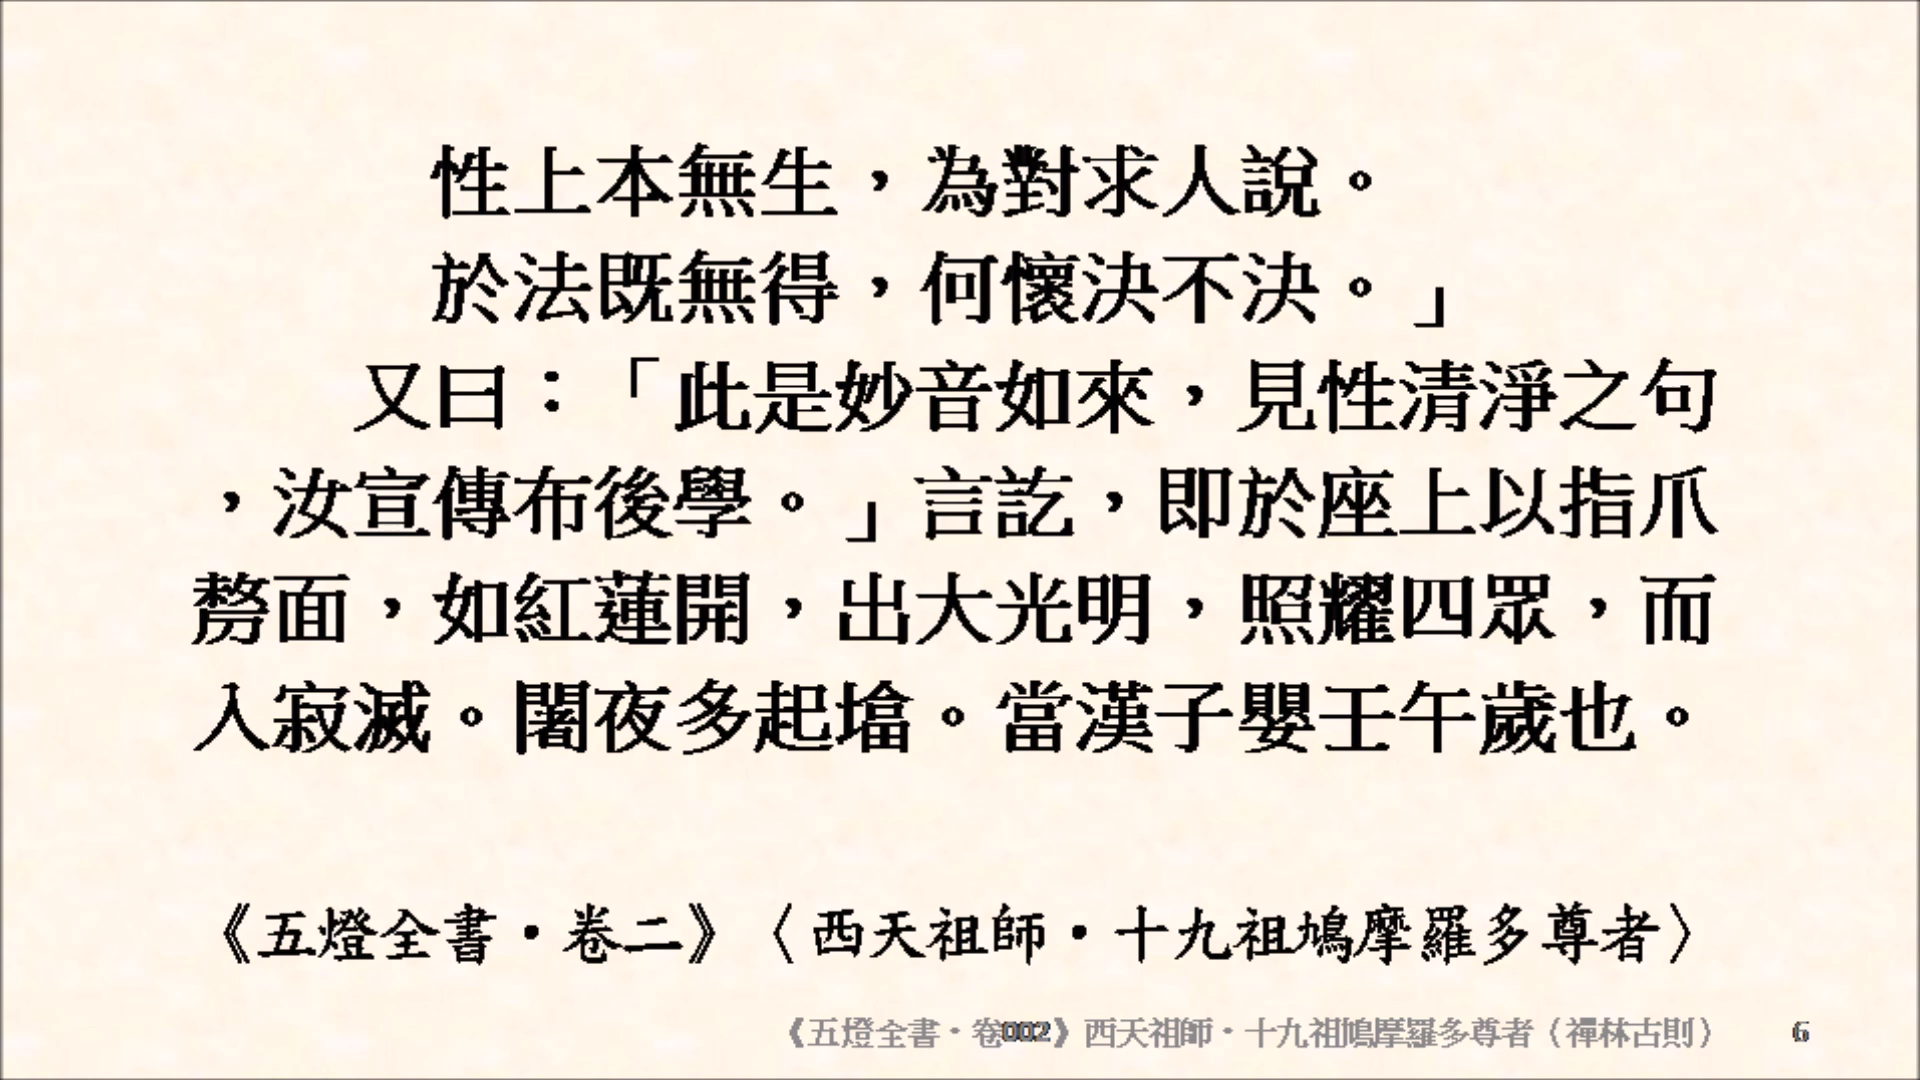 性上本無生，為對求人說。
於法既無得，何懷決不決。」
又曰：「此是妙音如來，見性清淨之句
，汝宣傳布後學。」言訖，即於座上以指爪
剺面，如紅蓮開，出大光明，照耀四眾，而
入寂滅。闍夜多起墖。當漢子嬰壬午歲也。
《五燈全書·卷二》〈西天祖師·十九祖鳩摩羅多尊者〉
《五燈全書·卷002》西天祖師·十九祖鳩摩羅多尊者（禪林古則） 6